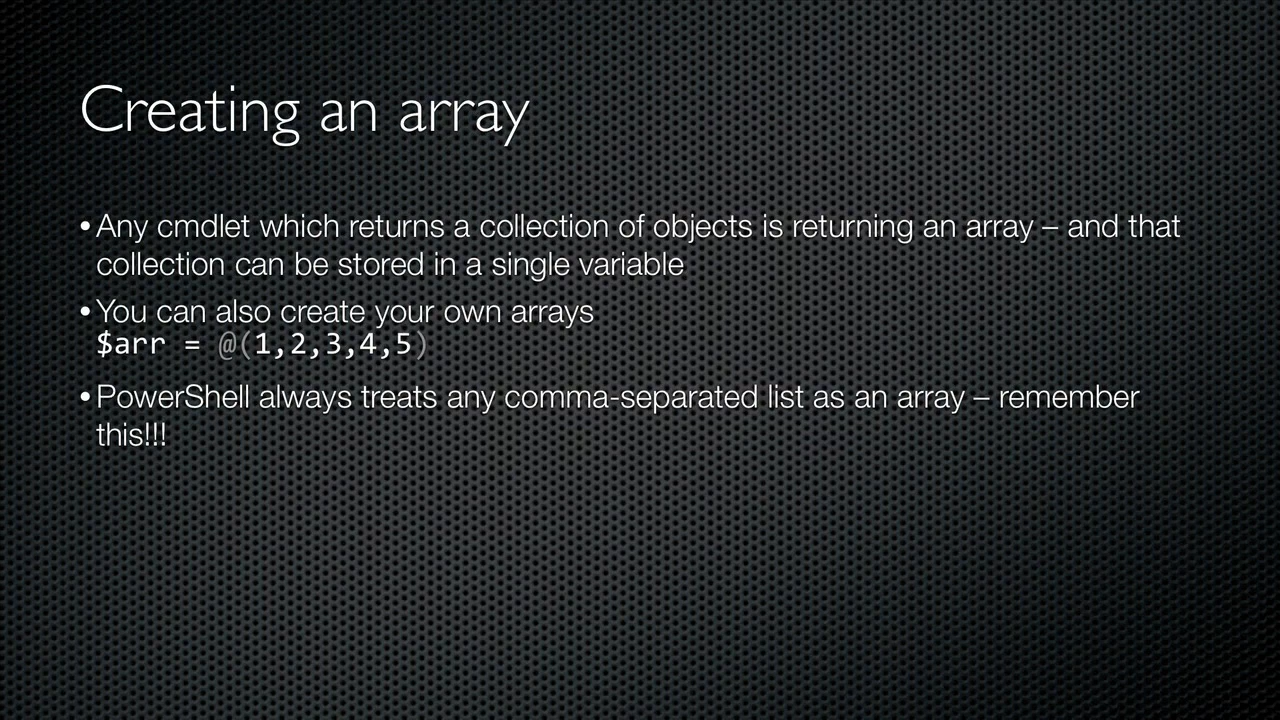 Creating an array
• Any cmdlet which returns a collection of objects is returning an array – and that
collection can be stored in a single variable
• You can also create your own arrays
$arr = @(1,2,3,4,5)
• PowerShell always treats any comma-separated list as an array – remember
this!!!